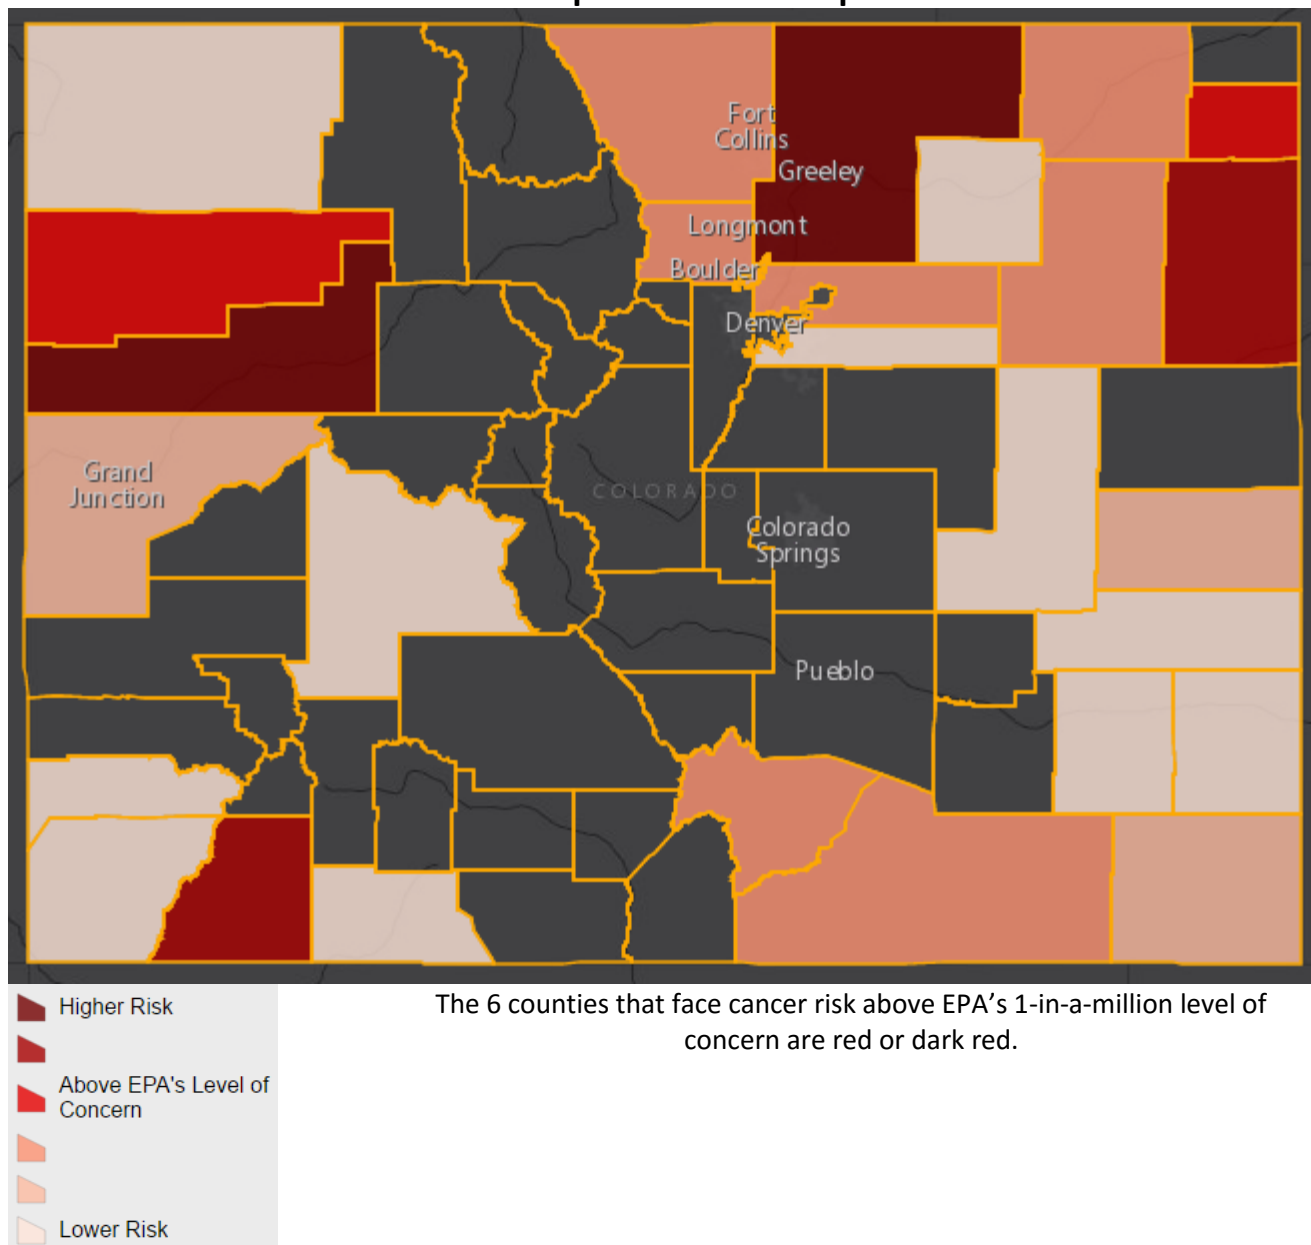 Fort
Collins
Greeley
Longmont
Boulder
Denver
Grand
Junction
COLORADO
Colorado
Springs
Pueblo
Higher Risk
Above EPA's Level of
Concern
Lower Risk
The 6 counties that face cancer risk above EPA’s 1-in-a-million level of
concern are red or dark red.